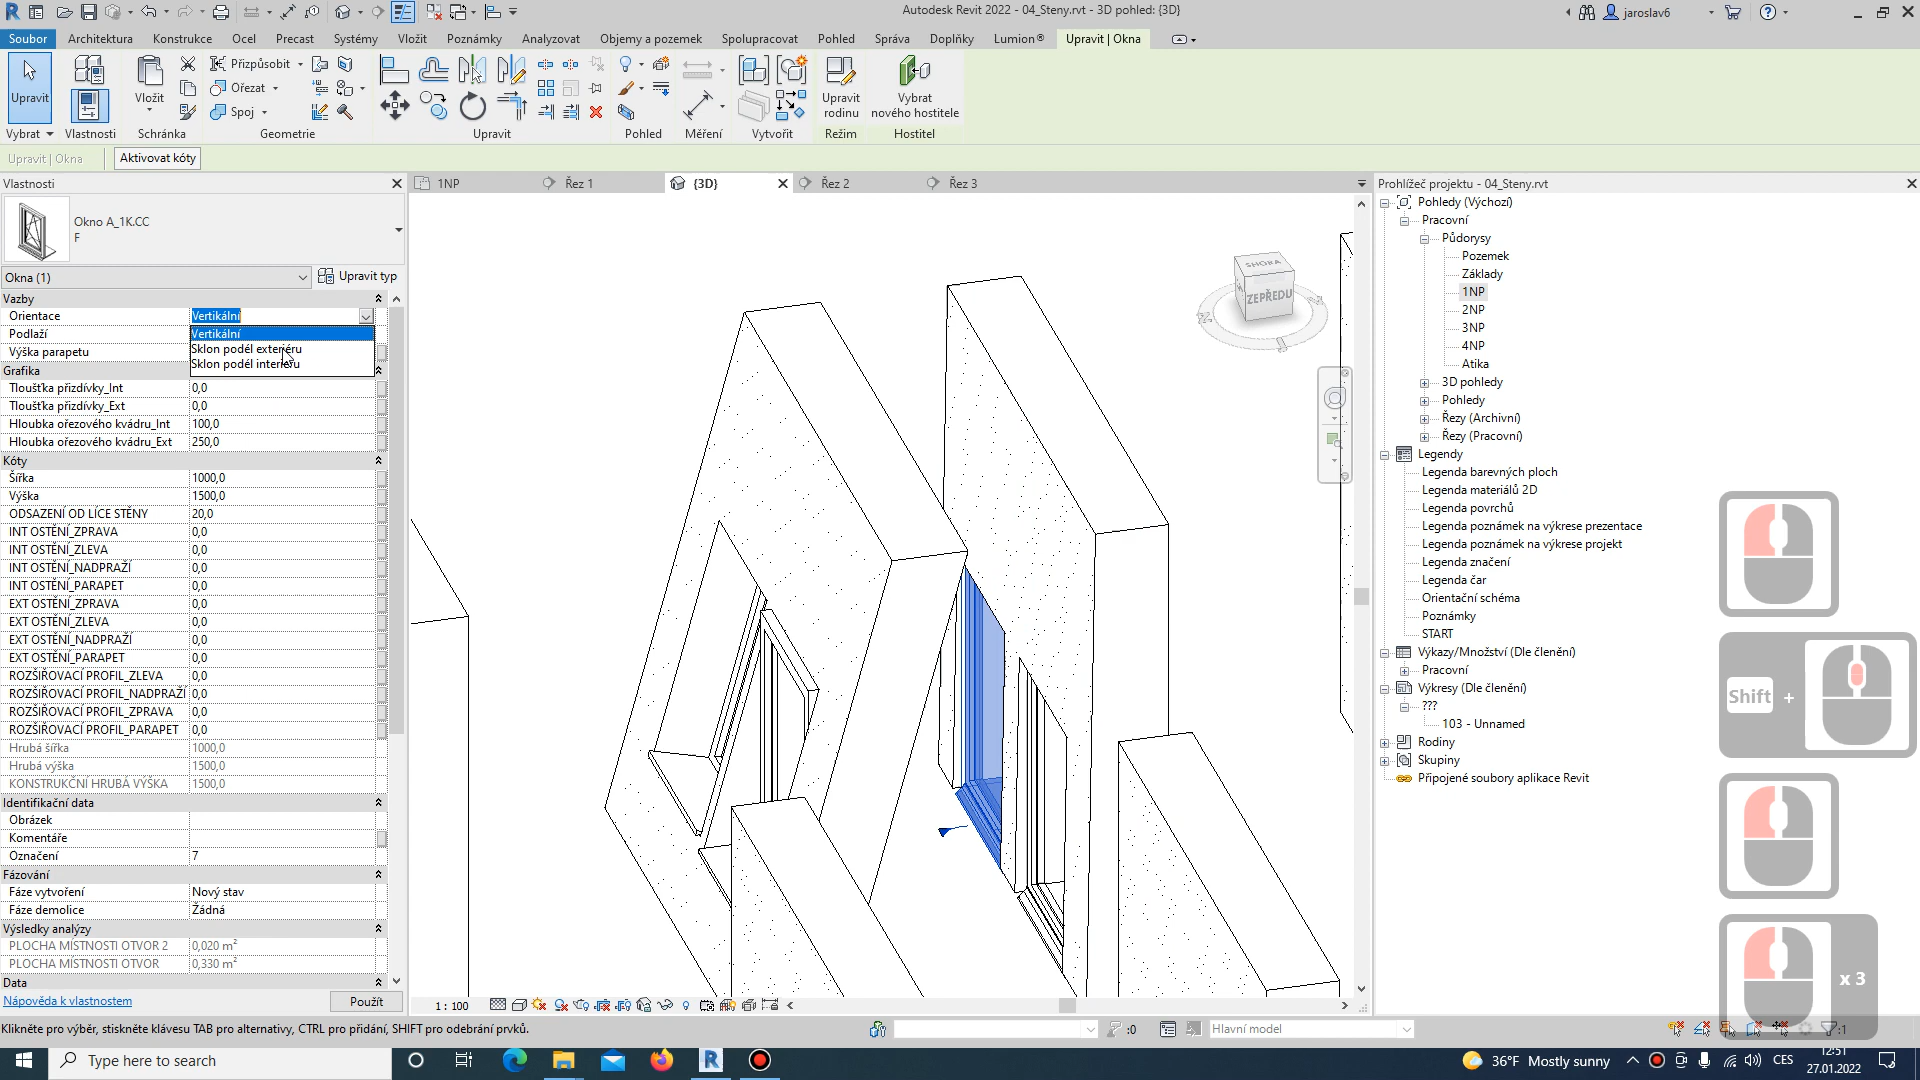 Autodesk Revit 2022 - 04_Steny.rvt - 3D pohled: {3D}
jaroslav6
Soubor Architektura Konstrukce Ocel Precast Systémy Vložit Poznámky Analyzovat Objemy a pozemek Spolupracovat Pohled Správa Doplňky Lumion® Upravit | Okna
Upravit
Vložit
Přizpůsobit
Ořezat
Spoj
Upravit rodinu
Vybrat nového hostitele
Vybrat Vlastnosti Schránka Geometrie Upravit Pohled Měření Vytvořit Režim Hostitel
Upravit | Okna Aktivovat kóty
Vlastnosti
1NP Řez 1 {3D} Řez 2 Řez 3
Prohlížeč projektu - 04_Steny.rvt
Okno A_1K.CC
F
Okna (1) Upravit typ
Vazby
Orientace Vertikální
Podlaží
Výška parapetu
Vertikální
Sklon podél exteriéru
Sklon podél interiéru
Grafika
Tloušťka přizdívky_Int 0,0
Tloušťka přizdívky_Ext 0,0
Hloubka ořezového kvádru_Int 100,0
Hloubka ořezového kvádru_Ext 250,0
Kóty
Šířka 1000,0
Výška 1500,0
ODSAZENÍ OD LÍCE STĚNY 20,0
INT OSTĚNÍ_ZPRAVA 0,0
INT OSTĚNÍ_ZLEVA 0,0
INT OSTĚNÍ_NADPRAŽÍ 0,0
INT OSTĚNÍ_PARAPET 0,0
EXT OSTĚNÍ_ZPRAVA 0,0
EXT OSTĚNÍ_ZLEVA 0,0
EXT OSTĚNÍ_NADPRAŽÍ 0,0
EXT OSTĚNÍ_PARAPET 0,0
ROZŠIŘOVACÍ PROFIL_ZLEVA 0,0
ROZŠIŘOVACÍ PROFIL_NADPRAŽÍ 0,0
ROZŠIŘOVACÍ PROFIL_ZPRAVA 0,0
ROZŠIŘOVACÍ PROFIL_PARAPET 0,0
Hrubá šířka 1000,0
Hrubá výška 1500,0
KONSTRUKČNÍ HRUBÁ VÝŠKA 1500,0
Identifikační data
Obrázek
Komentáře
Označení 7
Fázování
Fáze vytvoření Nový stav
Fáze demolice Žádná
Výsledky analýzy
PLOCHA MÍSTNOSTI OTVOR 2 0,020 m²
PLOCHA MÍSTNOSTI OTVOR 0,330 m²
Data
Nápověda k vlastnostem Použít
SHORA
ZEPŘEDU
Pohledy (Výchozí)
Pracovní
Půdorysy
Pozemek
Základy
1NP
2NP
3NP
4NP
Atika
3D pohledy
Pohledy
Řezy (Archivní)
Řezy (Pracovní)
Legendy
Legenda barevných ploch
Legenda materiálů 2D
Legenda povrchů
Legenda poznámek na výkrese prezentace
Legenda poznámek na výkrese projekt
Legenda značení
Legenda čar
Orientační schéma
Poznámky
START
Výkazy/Množství (Dle členění)
Pracovní
Výkresy (Dle členění)
???
103 - Unnamed
Rodiny
Skupiny
Připojené soubory aplikace Revit
Shift +
x 3
1 : 100
Klikněte pro výběr, stiskněte klávesu TAB pro alternativy, CTRL pro přidání, SHIFT pro odebrání prvků.
:0
Hlavní model
:1
Type here to search
36°F Mostly sunny
CES
12:51
27.01.2022